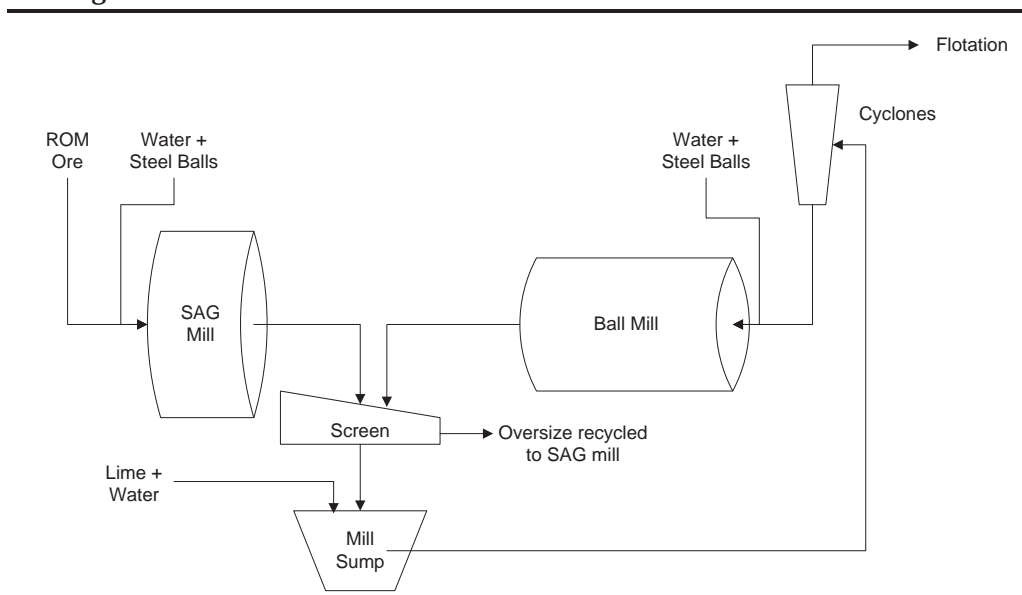 Flotation
Cyclones
ROM
Ore
Water +
Steel Balls
Water +
Steel Balls
SAG
Mill
Ball Mill
Screen
Oversize recycled
to SAG mill
Lime +
Water
Mill
Sump